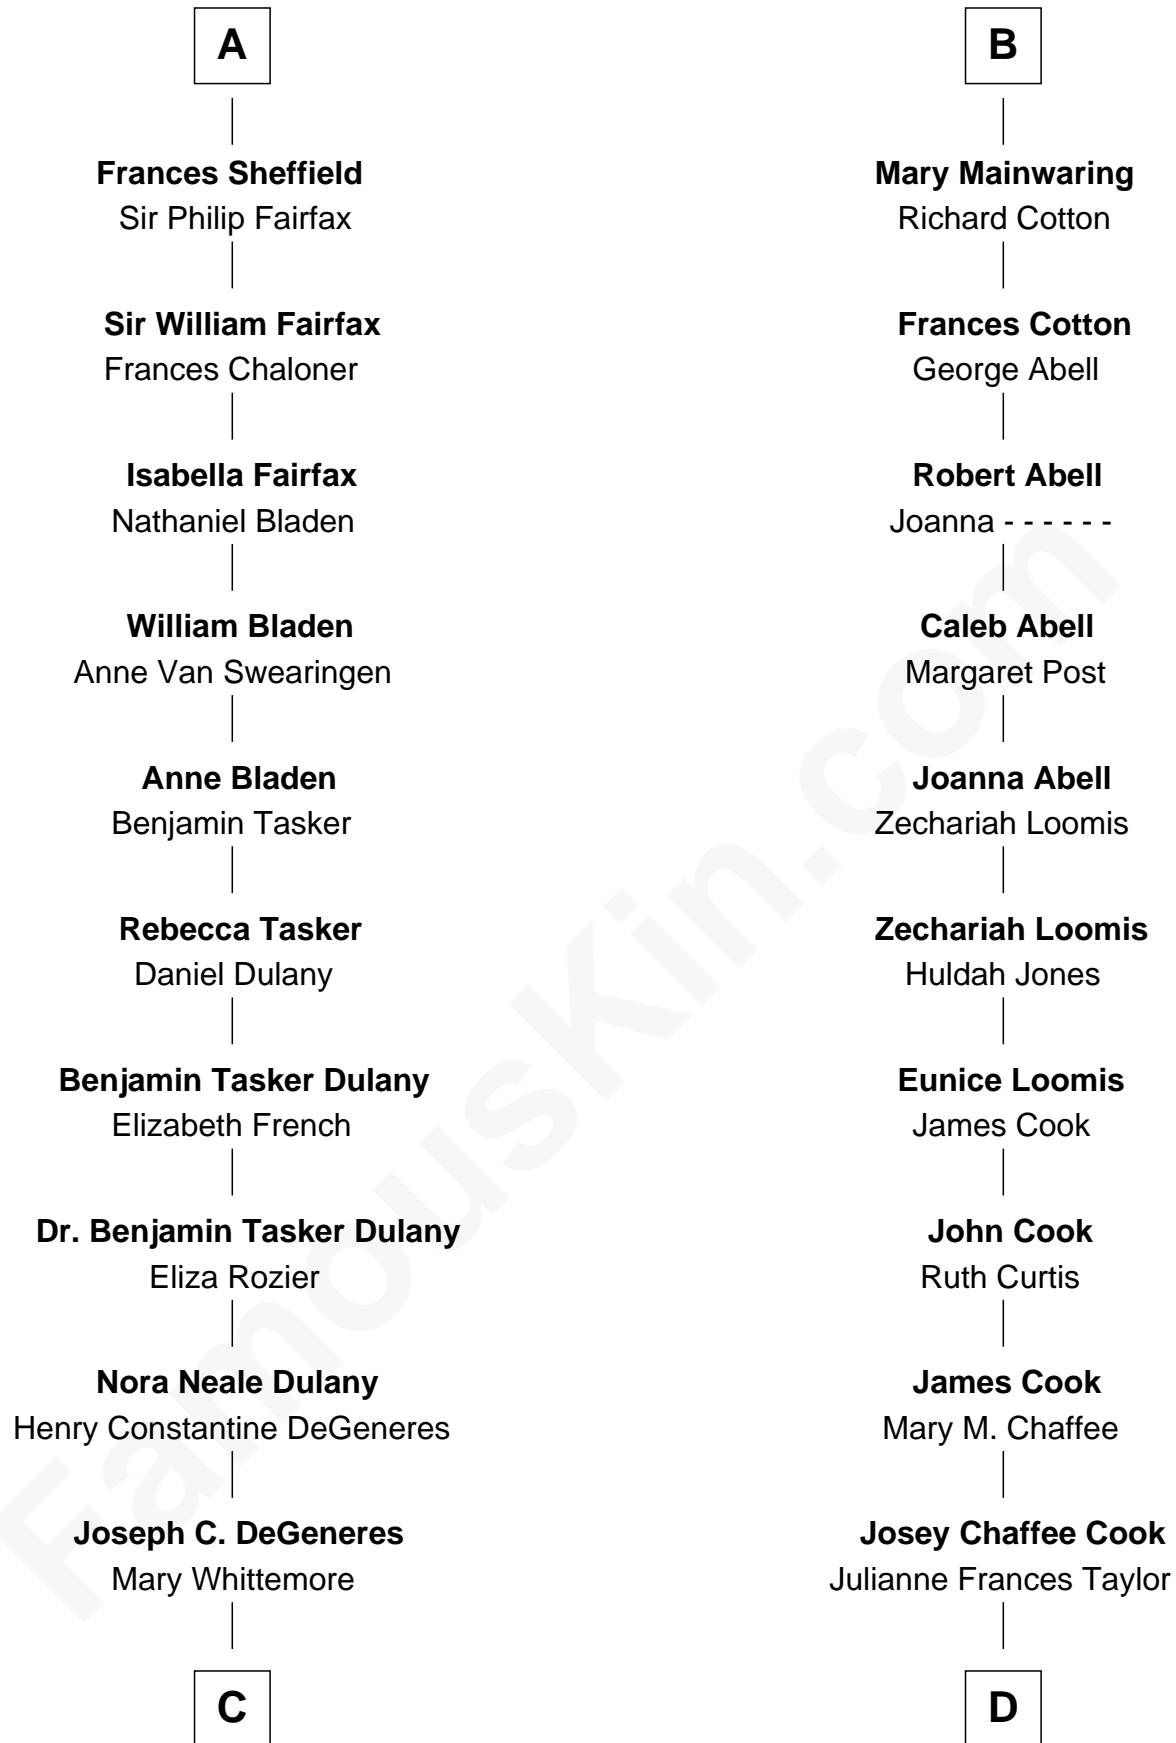 A
Frances Sheffield
Sir Philip Fairfax
Sir William Fairfax
Frances Chaloner
Isabella Fairfax
Nathaniel Bladen
William Bladen
Anne Van Swearingen
Anne Bladen
Benjamin Tasker
Rebecca Tasker
Daniel Dulany
Benjamin Tasker Dulany
Elizabeth French
Dr. Benjamin Tasker Dulany
Eliza Rozier
Nora Neale Dulany
Henry Constantine DeGeneres
Joseph C. DeGeneres
Mary Whittemore
C
B
Mary Mainwaring
Richard Cotton
Frances Cotton
George Abell
Robert Abell
Joanna - - - - - -
Caleb Abell
Margaret Post
Joanna Abell
Zechariah Loomis
Zechariah Loomis
Huldah Jones
Eunice Loomis
James Cook
John Cook
Ruth Curtis
James Cook
Mary M. Chaffee
Josey Chaffee Cook
Julianne Frances Taylor
D
FamousKin.com